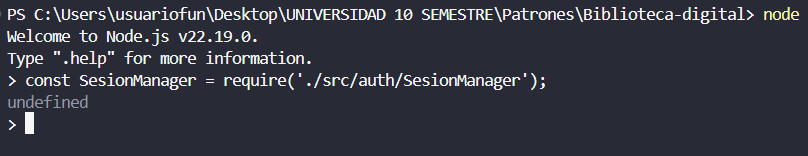 PS C:\Users\usuariofun\Desktop\UNIVERSIDAD 10 SEMESTRE\Patrones\Biblioteca-digital> node
Welcome to Node.js v22.19.0.
Type ".help" for more information.
> const SesionManager = require('./src/auth/SesionManager');
undefined
>